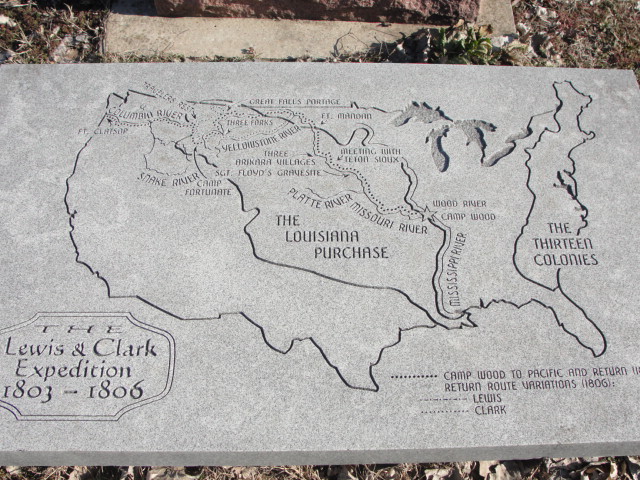 GREAT FALLS PORTAGE
COLUMBIA RIVER
FT. CLATSOP
THREE FORKS
FT. MANDAN
YELLOWSTONE RIVER
MEETING WITH
TETON SIOUX
THREE
ARIKARA VILLAGES
SGT. FLOYD'S GRAVESITE
SNAKE RIVER
CAMP
FORTUNATE
PLATTE RIVER
MISSOURI RIVER
WOOD RIVER
CAMP WOOD
THE
LOUISIANA
PURCHASE
MISSISSIPPI RIVER
THE
THIRTEEN
COLONIES
THE
Lewis & Clark
Expedition
1803 - 1806
CAMP WOOD TO PACIFIC AND RETURN
RETURN ROUTE VARIATIONS (1806):
LEWIS
CLARK